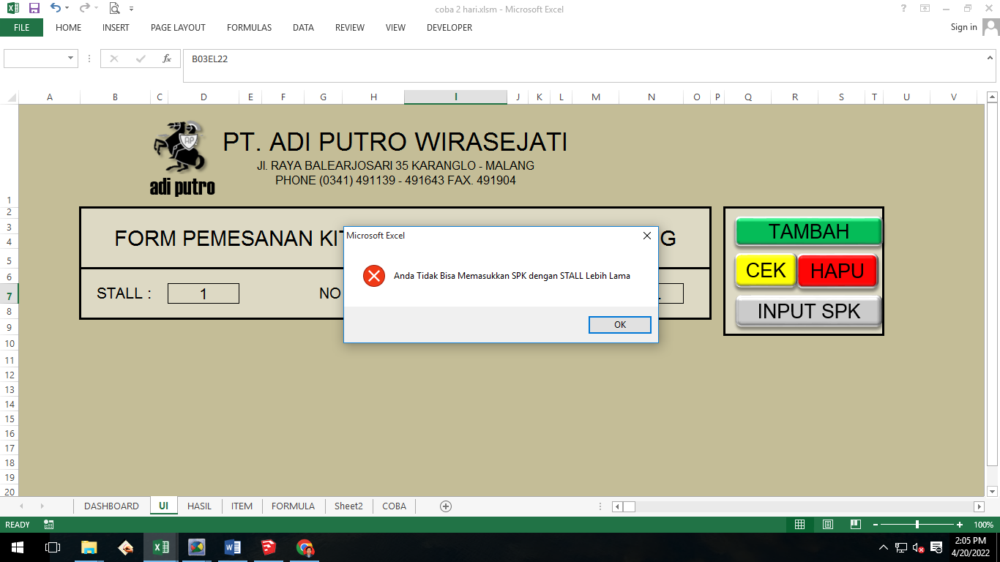 coba 2 hari.xlsm - Microsoft Excel
FILE HOME INSERT PAGE LAYOUT FORMULAS DATA REVIEW VIEW DEVELOPER Sign in
fx B03EL22
A B C D E F G H I J K L M N O P Q R S T U V
AP
adi putro
PT. ADI PUTRO WIRASEJATI
Jl. RAYA BALEARJOSARI 35 KARANGLO - MALANG
PHONE (0341) 491139 - 491643 FAX. 491904
1
2
3
4
5
6
7
8
9
10
11
12
13
14
15
16
17
18
19
20
FORM PEMESANAN
STALL : 1 NO
Microsoft Excel
Anda Tidak Bisa Memasukkan SPK dengan STALL Lebih Lama
OK
TAMBAH
CEK HAPU
INPUT SPK
DASHBOARD UI HASIL ITEM FORMULA Sheet2 COBA
READY 100%
2:05 PM
4/20/2022